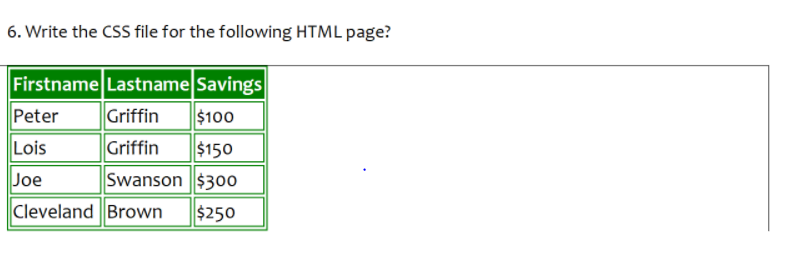 6. Write the CSS file for the following HTML page?
Firstname Lastname Savings
Peter Griffin $100
Lois Griffin $150
Joe Swanson $300
Cleveland Brown $250